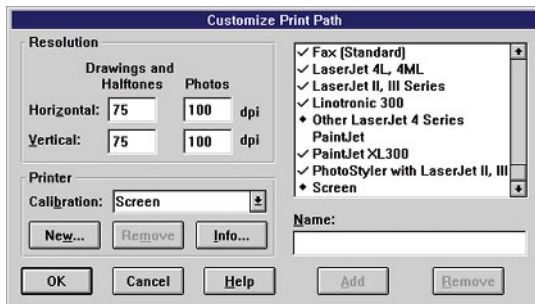 Customize Print Path
Resolution
Drawings and
Halftones
Photos
Horizontal:
75
100
dpi
Vertical:
75
100
dpi
Printer
Calibration:
Screen
New...
Remove
Info...
OK
Cancel
Help
Fax (Standard)
LaserJet 4L, 4ML
LaserJet II, III Series
Linotronic 300
Other LaserJet 4 Series
PaintJet
PaintJet XL300
PhotoStyler with LaserJet II, III
Screen
Name:
Add
Remove